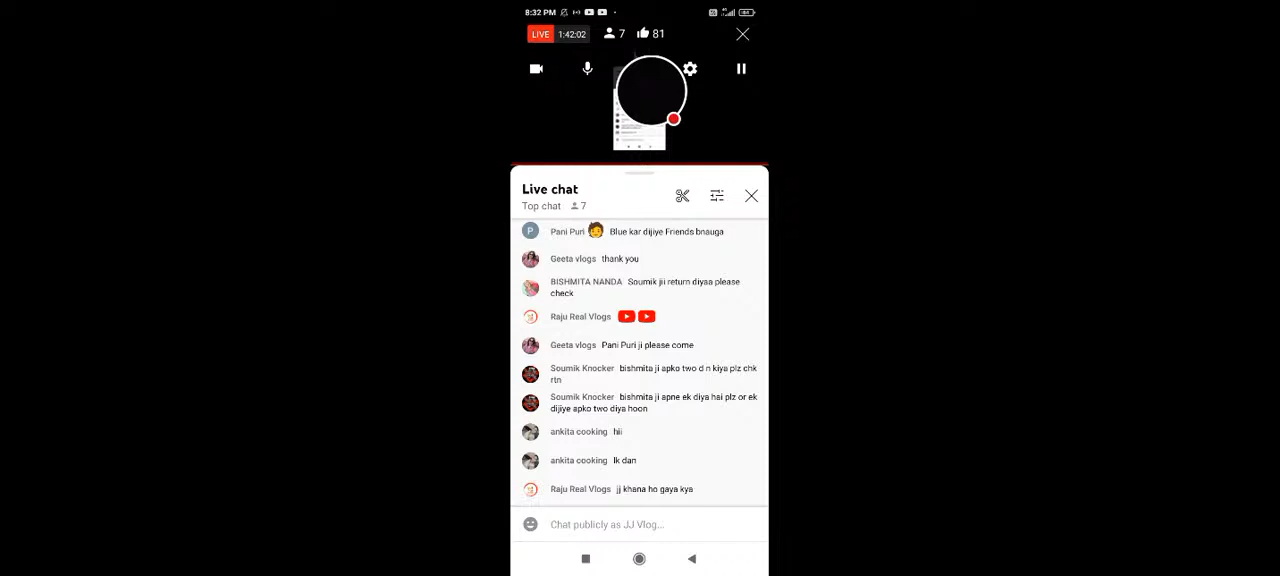 8:32 PM
LIVE 1:42:02 7 81
Live chat
Top chat 7
P Pani Puri Blue kar dijiye Friends bnauga
Geeta vlogs thank you
BISHMITA NANDA Soumik jii return diyaa please
check
Raju Real Vlogs
Geeta vlogs Pani Puri ji please come
Soumik Knocker bishmita ji apko two d n kiya plz chk
rtn
Soumik Knocker bishmita ji apne ek diya hai plz or ek
dijiye apko two diya hoon
ankita cooking hii
ankita cooking lk dan
Raju Real Vlogs jj khana ho gaya kya
Chat publicly as JJ Vlog...